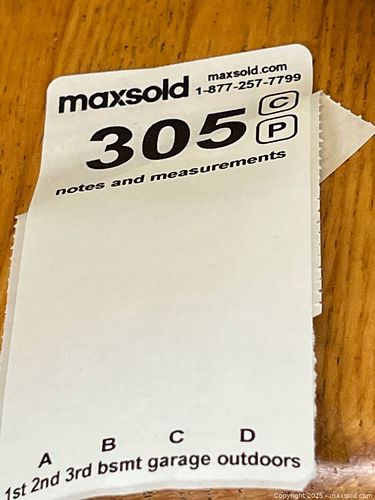 maxsold maxsold.com
1-877-257-7799
305 C
P
notes and measurements
A B C D
1st 2nd 3rd bsmt garage outdoors
Copyright 2025 - maxsold.com